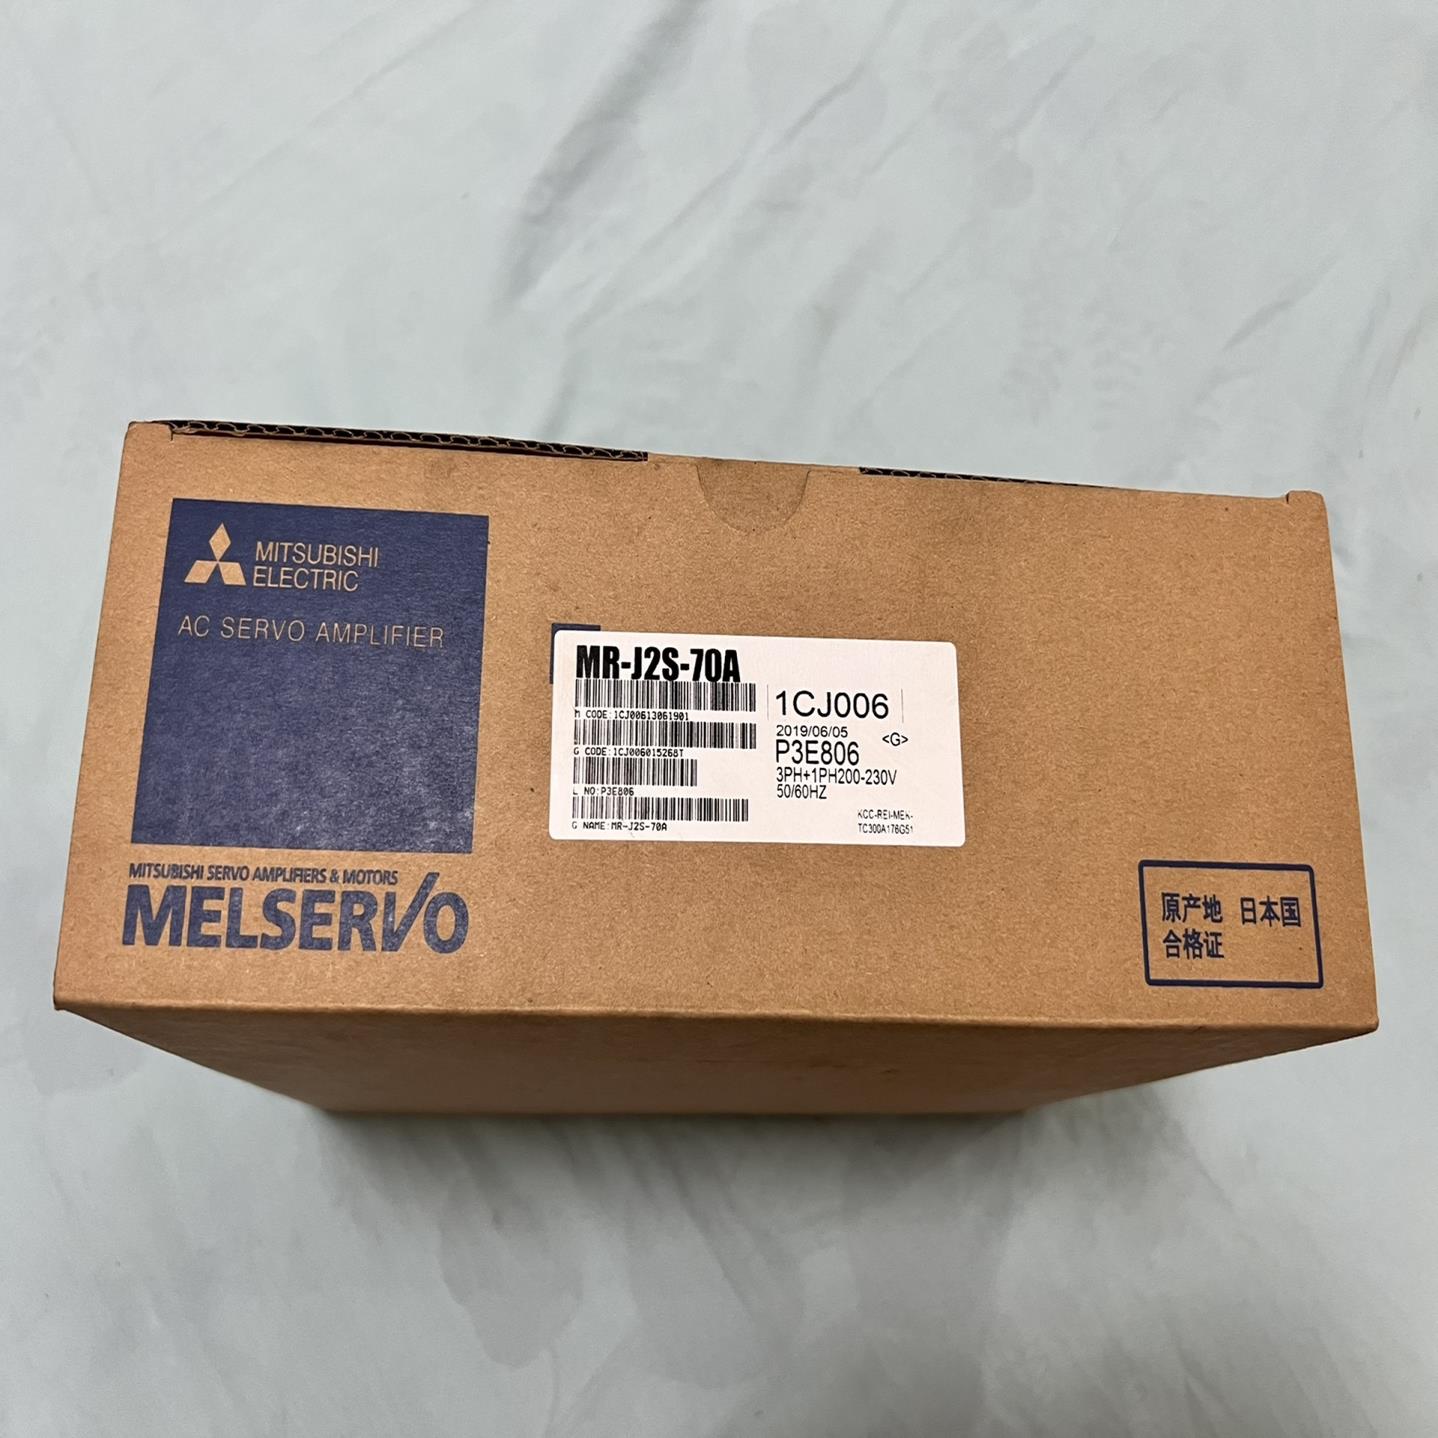 MITSUBISHI
ELECTRIC
AC SERVO AMPLIFIER
MITSUBISHI SERVO AMPLIFIERS & MOTORS
MELSERVO
MR-J2S-70A
M CODE:1CJ00613061901
G CODE:1CJ006015268T
L NO:P3E806
G NAME:MR-J2S-70A
1CJ006
2019/06/05 <G>
P3E806
3PH+1PH200-230V
50/60HZ
KCC-REI-MEK-
TC300A176G51
原产地 日本国
合格证